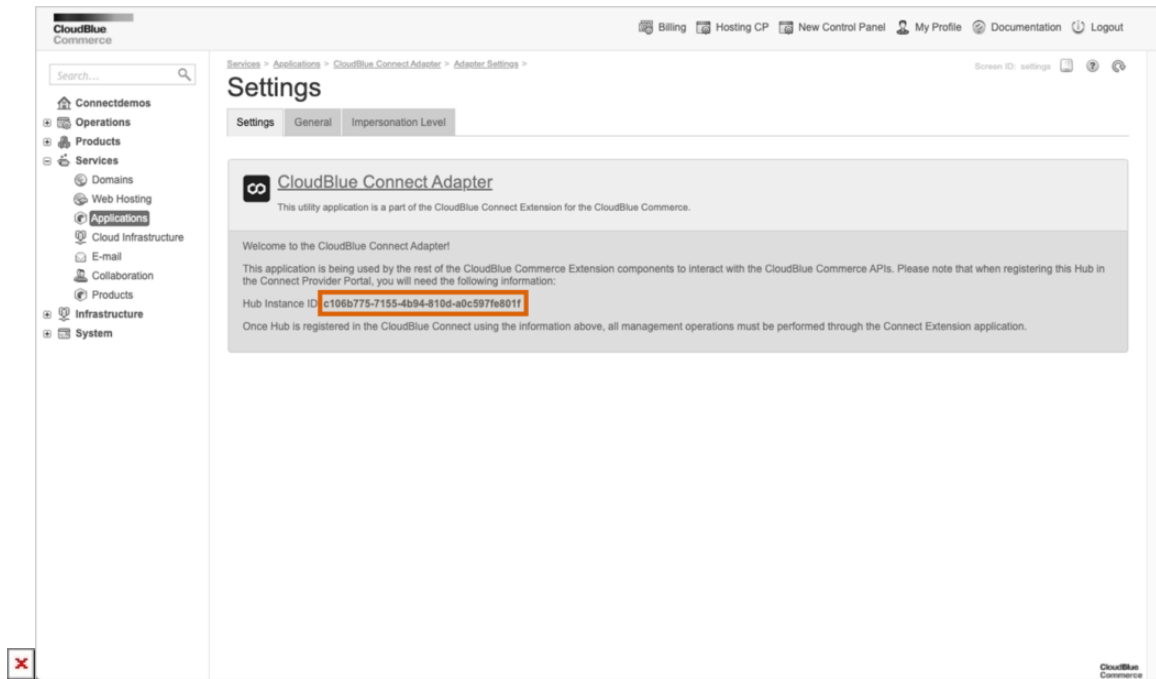 CloudBlue
Commerce
Billing Hosting CP New Control Panel My Profile Documentation Logout
Search...
Connectdemos
Operations
Products
Services
Domains
Web Hosting
Applications
Cloud Infrastructure
E-mail
Collaboration
Products
Infrastructure
System
Services > Applications > CloudBlue Connect Adapter > Adapter Settings >
Screen ID: settings
Settings
Settings General Impersonation Level
CloudBlue Connect Adapter
This utility application is a part of the CloudBlue Connect Extension for the CloudBlue Commerce.
Welcome to the CloudBlue Connect Adapter!
This application is being used by the rest of the CloudBlue Commerce Extension components to interact with the CloudBlue Commerce APIs. Please note that when registering this Hub in
the Connect Provider Portal, you will need the following information:
Hub Instance ID c106b775-7155-4b94-810d-a0c597fe801f
Once Hub is registered in the CloudBlue Connect using the information above, all management operations must be performed through the Connect Extension application.
CloudBlue
Commerce